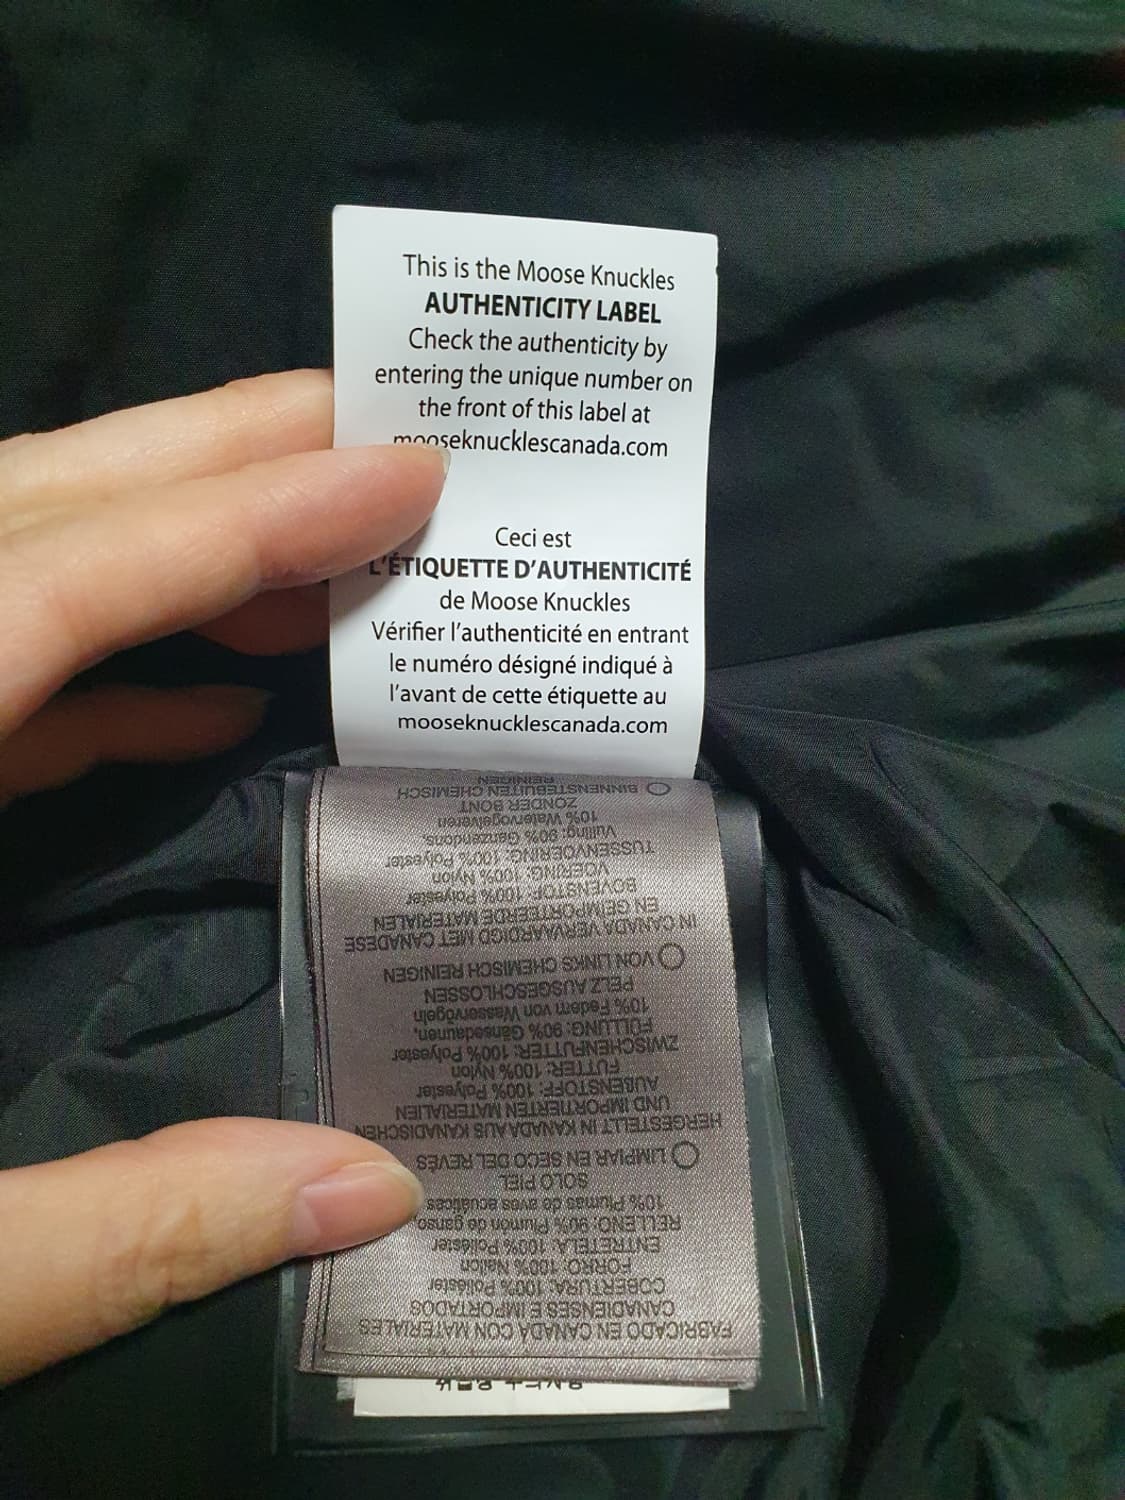 This is the Moose Knuckles
AUTHENTICITY LABEL
Check the authenticity by
entering the unique number on
the front of this label at
mooseknucklescanada.com
Ceci est
L'ÉTIQUETTE D'AUTHENTICITÉ
de Moose Knuckles
Vérifier l'authenticité en entrant
le numéro désigné indiqué à
l'avant de cette étiquette au
mooseknucklescanada.com
FABRICADO EN CANADÁ CON MATERIALES
CANADIENSES E IMPORTADOS
COBERTURA: 100% Poliéster
FORRO: 100% Nailon
ENTRETELA: 100% Poliéster
RELLENO: 90% Plumon de ganso,
10% Plumas de aves acuáticas
SOLO PIEL
LIMPIAR EN SECO DEL REVÉS
HERGESTELLT IN KANADA AUS KANADISCHEN
UND IMPORTIERTEN MATERIALIEN
AUßENSTOFF: 100% Polyester
FUTTER: 100% Nylon
ZWISCHENFUTTER: 100% Polyester
FÜLLUNG: 90% Gänsedaunen,
10% Federn von Wasservögeln
PELZ AUSGESCHLOSSEN
VON LINKS CHEMISCH REINIGEN
IN CANADA VERVAARDIGD MET CANADESE
EN GEÏMPORTEERDE MATERIALEN
BOVENSTOF: 100% Polyester
VOERING: 100% Nylon
TUSSENVOERING: 100% Polyester
Vulling: 90% Ganzendons,
10% Watervogelveren
ZONDER BONT
BINNENSTEBUITEN CHEMISCH
REINIGEN